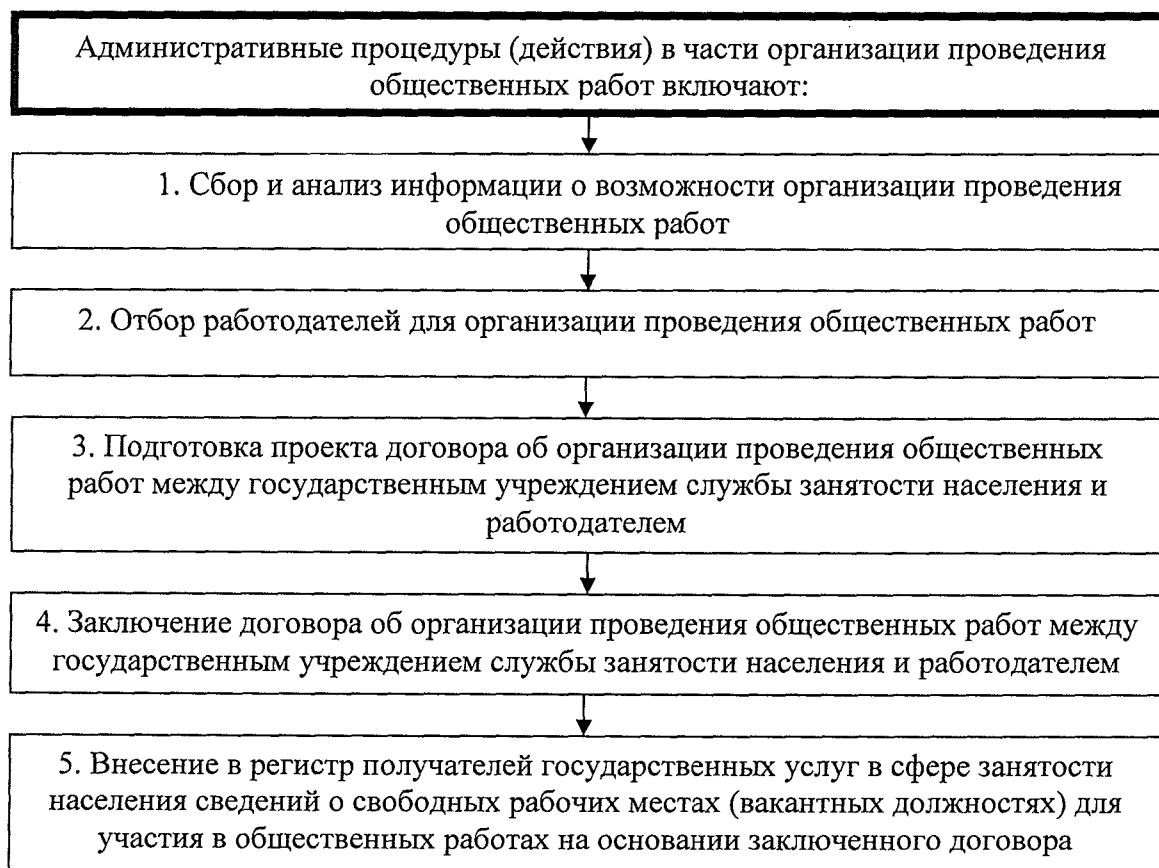 Административные процедуры (действия) в части организации проведения
общественных работ включают:
1. Сбор и анализ информации о возможности организации проведения
общественных работ
2. Отбор работодателей для организации проведения общественных работ
3. Подготовка проекта договора об организации проведения общественных
работ между государственным учреждением службы занятости населения и
работодателем
4. Заключение договора об организации проведения общественных работ между
государственным учреждением службы занятости населения и работодателем
5. Внесение в регистр получателей государственных услуг в сфере занятости
населения сведений о свободных рабочих местах (вакантных должностях) для
участия в общественных работах на основании заключенного договора